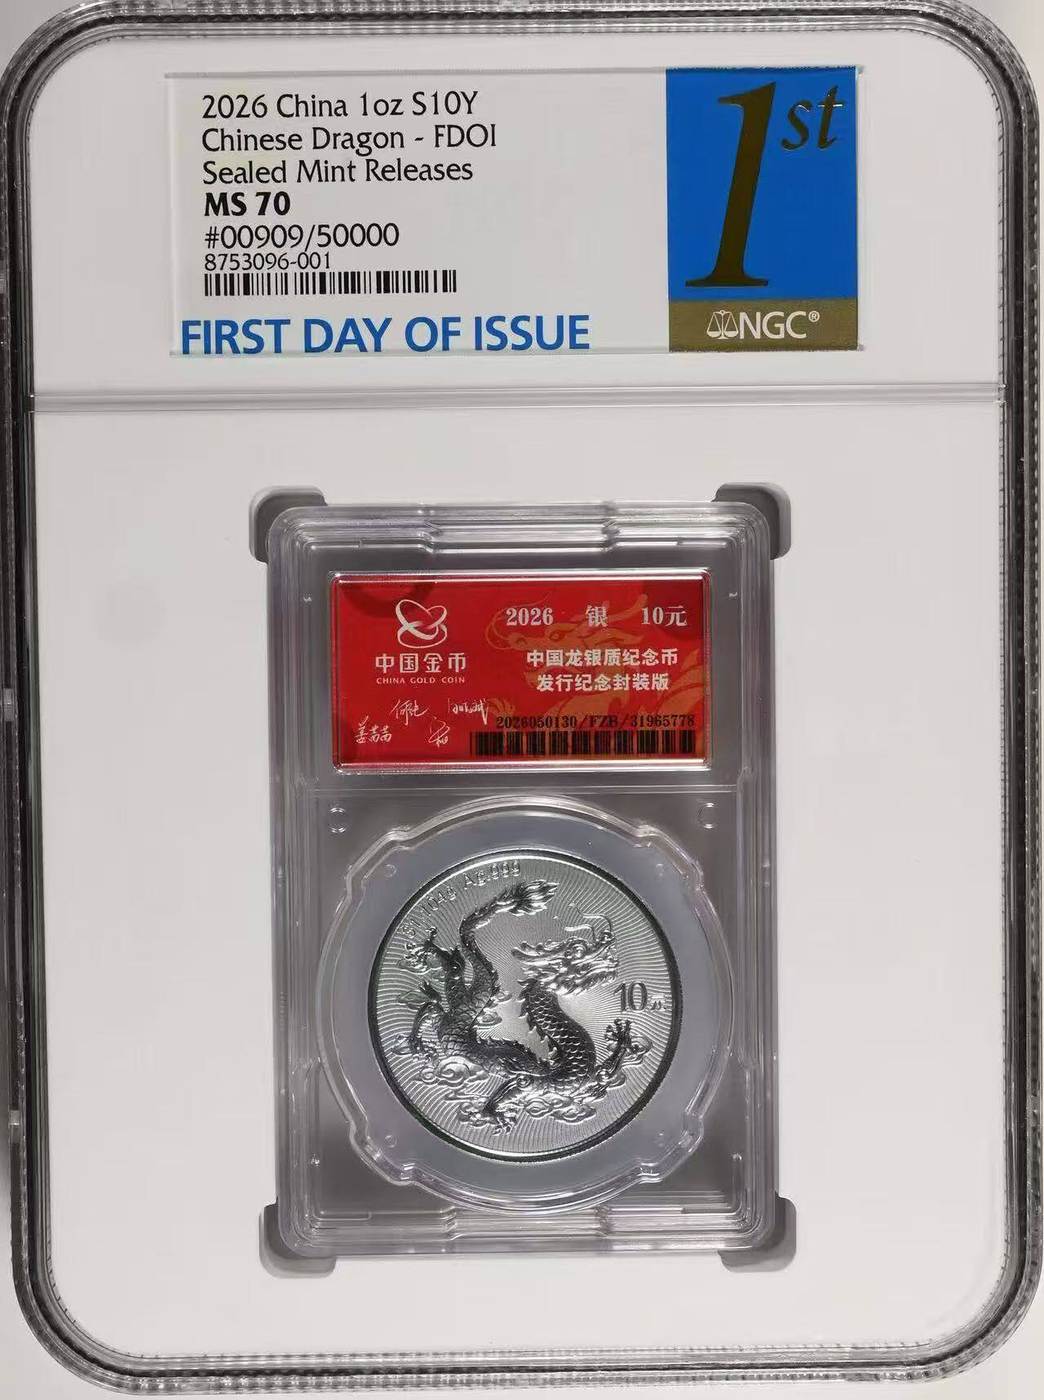 2026 China 1oz S10Y
Chinese Dragon - FDOI
Sealed Mint Releases
MS 70
#00909/50000
8753096-001
FIRST DAY OF ISSUE
1st
NGC®
中国金币
CHINA GOLD COIN
2026 银 10元
中国龙银质纪念币
发行纪念封装版
2026050130/FZB/31965778
Ag.999
10元